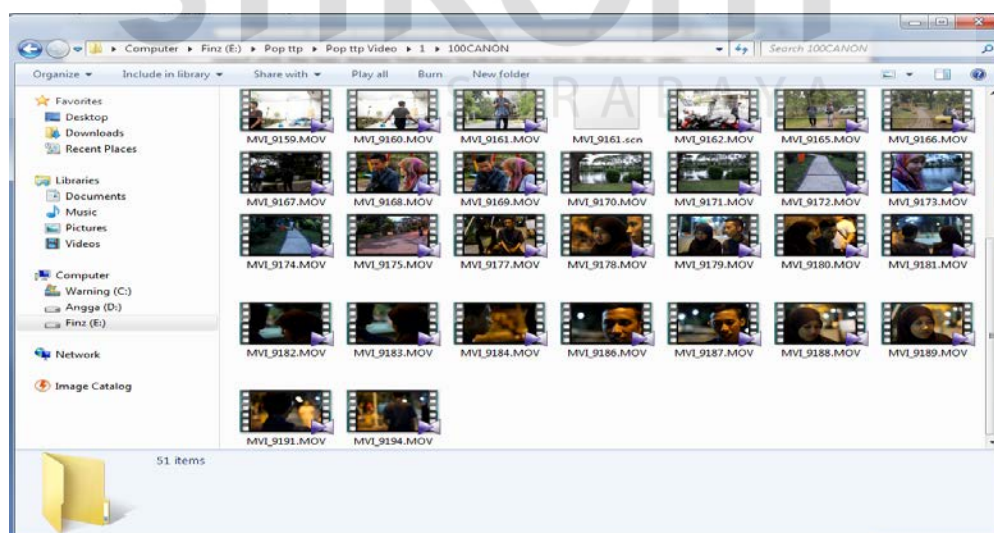 Computer ▸ Finz (E:) ▸ Pop ttp ▸ Pop ttp Video ▸ 1 ▸ 100CANON
Search 100CANON
Organize Include in library Share with Play all Burn New folder
SURABAYA
Favorites
Desktop
Downloads
Recent Places
Libraries
Documents
Music
Pictures
Videos
Computer
Warning (C:)
Angga (D:)
Finz (E:)
Network
Image Catalog
MVI_9159.MOV MVI_9160.MOV MVI_9161.MOV MVI_9161.scn MVI_9162.MOV MVI_9165.MOV MVI_9166.MOV
MVI_9167.MOV MVI_9168.MOV MVI_9169.MOV MVI_9170.MOV MVI_9171.MOV MVI_9172.MOV MVI_9173.MOV
MVI_9174.MOV MVI_9175.MOV MVI_9177.MOV MVI_9178.MOV MVI_9179.MOV MVI_9180.MOV MVI_9181.MOV
MVI_9182.MOV MVI_9183.MOV MVI_9184.MOV MVI_9186.MOV MVI_9187.MOV MVI_9188.MOV MVI_9189.MOV
MVI_9191.MOV MVI_9194.MOV
51 items